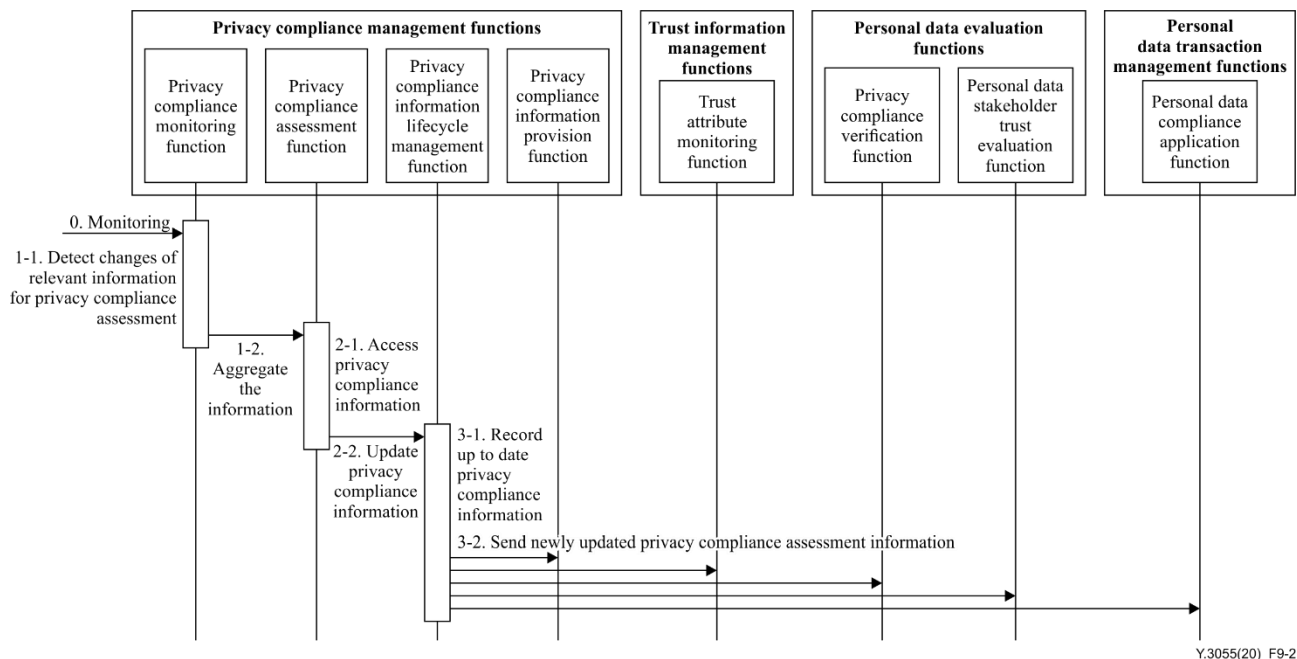 Privacy compliance management functions
Privacy
compliance
monitoring
function
Privacy
compliance
assessment
function
Privacy
compliance
information
lifecycle
management
function
Privacy
compliance
information
provision
function
Trust information
management
functions
Trust
attribute
monitoring
function
Personal data evaluation
functions
Privacy
compliance
verification
function
Personal data
stakeholder
trust
evaluation
function
Personal
data transaction
management functions
Personal data
compliance
application
function
0. Monitoring
1-1. Detect changes of
relevant information
for privacy compliance
assessment
1-2.
Aggregate
the
information
2-1. Access
privacy
compliance
information
2-2. Update
privacy
compliance
information
3-1. Record
up to date
privacy
compliance
information
3-2. Send newly updated privacy compliance assessment information
Y.3055(20)_F9-2